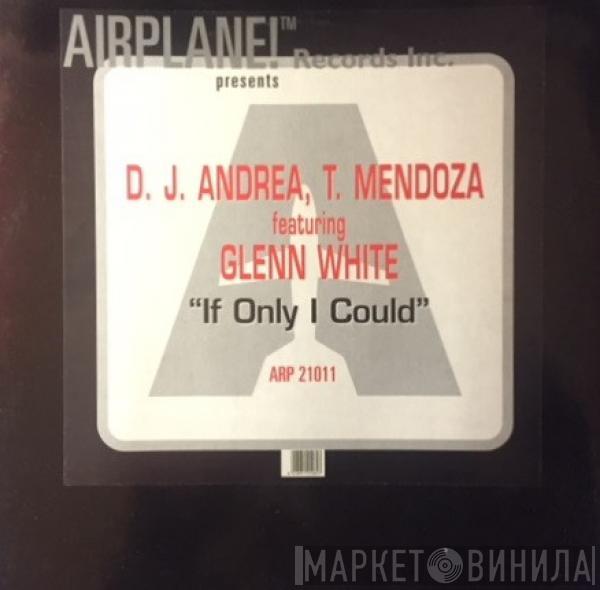 AIRPLANE!™ Records Inc.
presents
D. J. ANDREA, T. MENDOZA
featuring
GLENN WHITE
“If Only I Could”
ARP 21011
МАРКЕТ ВИНИЛА